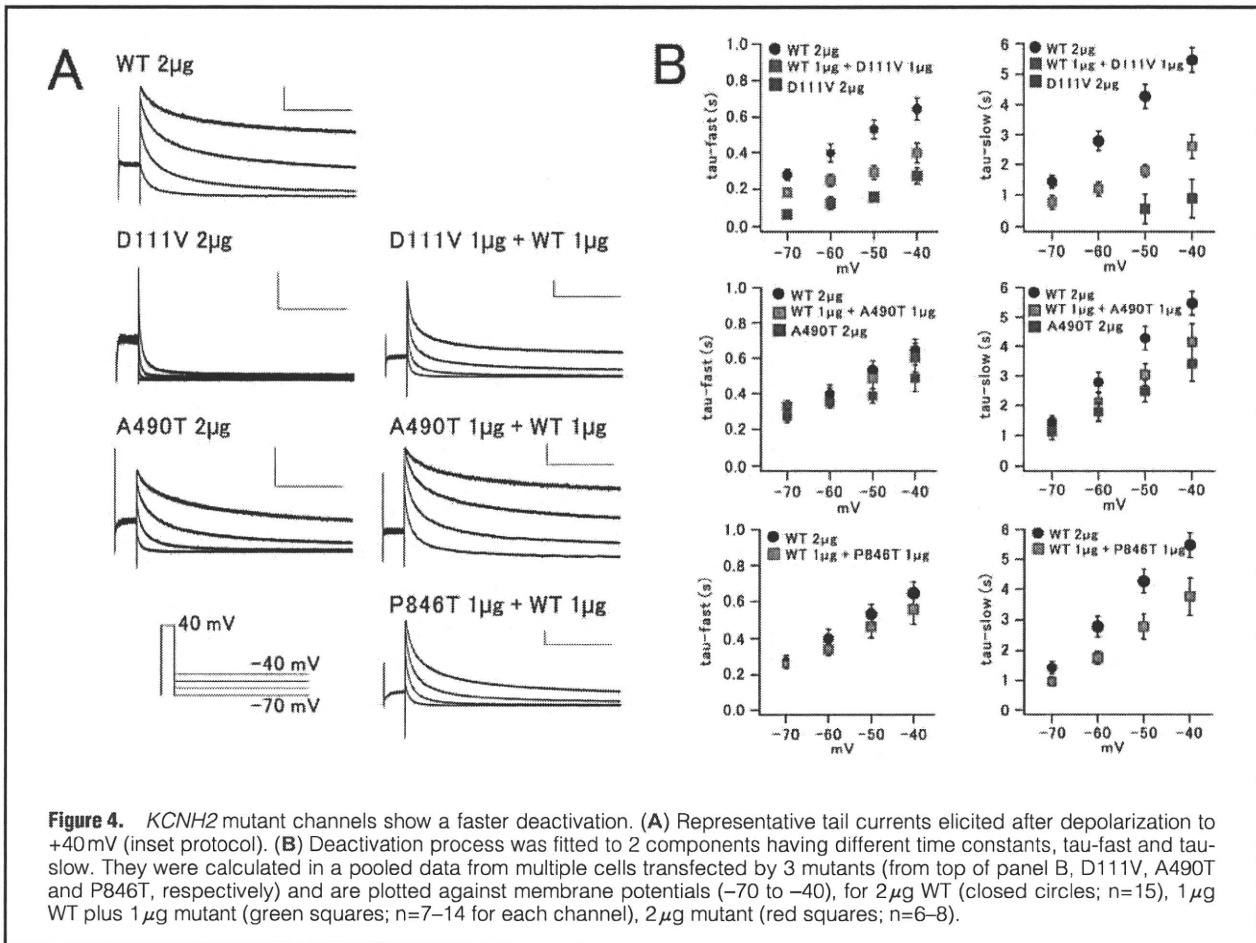 A
WT 2μg
D111V 2μg
D111V 1μg + WT 1μg
A490T 2μg
A490T 1μg + WT 1μg
P846T 1μg + WT 1μg
40 mV
-40 mV
-70 mV
B
1.0
0.8
0.6
0.4
0.2
0.0
tau-fast (s)
WT 2μg
WT 1μg + D111V 1μg
D111V 2μg
-70 -60 -50 -40
mV
6
5
4
3
2
1
0
tau-slow (s)
WT 2μg
WT 1μg + D111V 1μg
D111V 2μg
-70 -60 -50 -40
mV
1.0
0.8
0.6
0.4
0.2
0.0
tau-fast (s)
WT 2μg
WT 1μg + A490T 1μg
A490T 2μg
-70 -60 -50 -40
mV
6
5
4
3
2
1
0
tau-slow (s)
WT 2μg
WT 1μg + A490T 1μg
A490T 2μg
-70 -60 -50 -40
mV
1.0
0.8
0.6
0.4
0.2
0.0
tau-fast (s)
WT 2μg
WT 1μg + P846T 1μg
-70 -60 -50 -40
mV
6
5
4
3
2
1
0
tau-slow (s)
WT 2μg
WT 1μg + P846T 1μg
-70 -60 -50 -40
mV
Figure 4. KCNH2 mutant channels show a faster deactivation. (A) Representative tail currents elicited after depolarization to
+40mV (inset protocol). (B) Deactivation process was fitted to 2 components having different time constants, tau-fast and tau-
slow. They were calculated in a pooled data from multiple cells transfected by 3 mutants (from top of panel B, D111V, A490T
and P846T, respectively) and are plotted against membrane potentials (–70 to –40), for 2μg WT (closed circles; n=15), 1μg
WT plus 1μg mutant (green squares; n=7–14 for each channel), 2μg mutant (red squares; n=6–8).